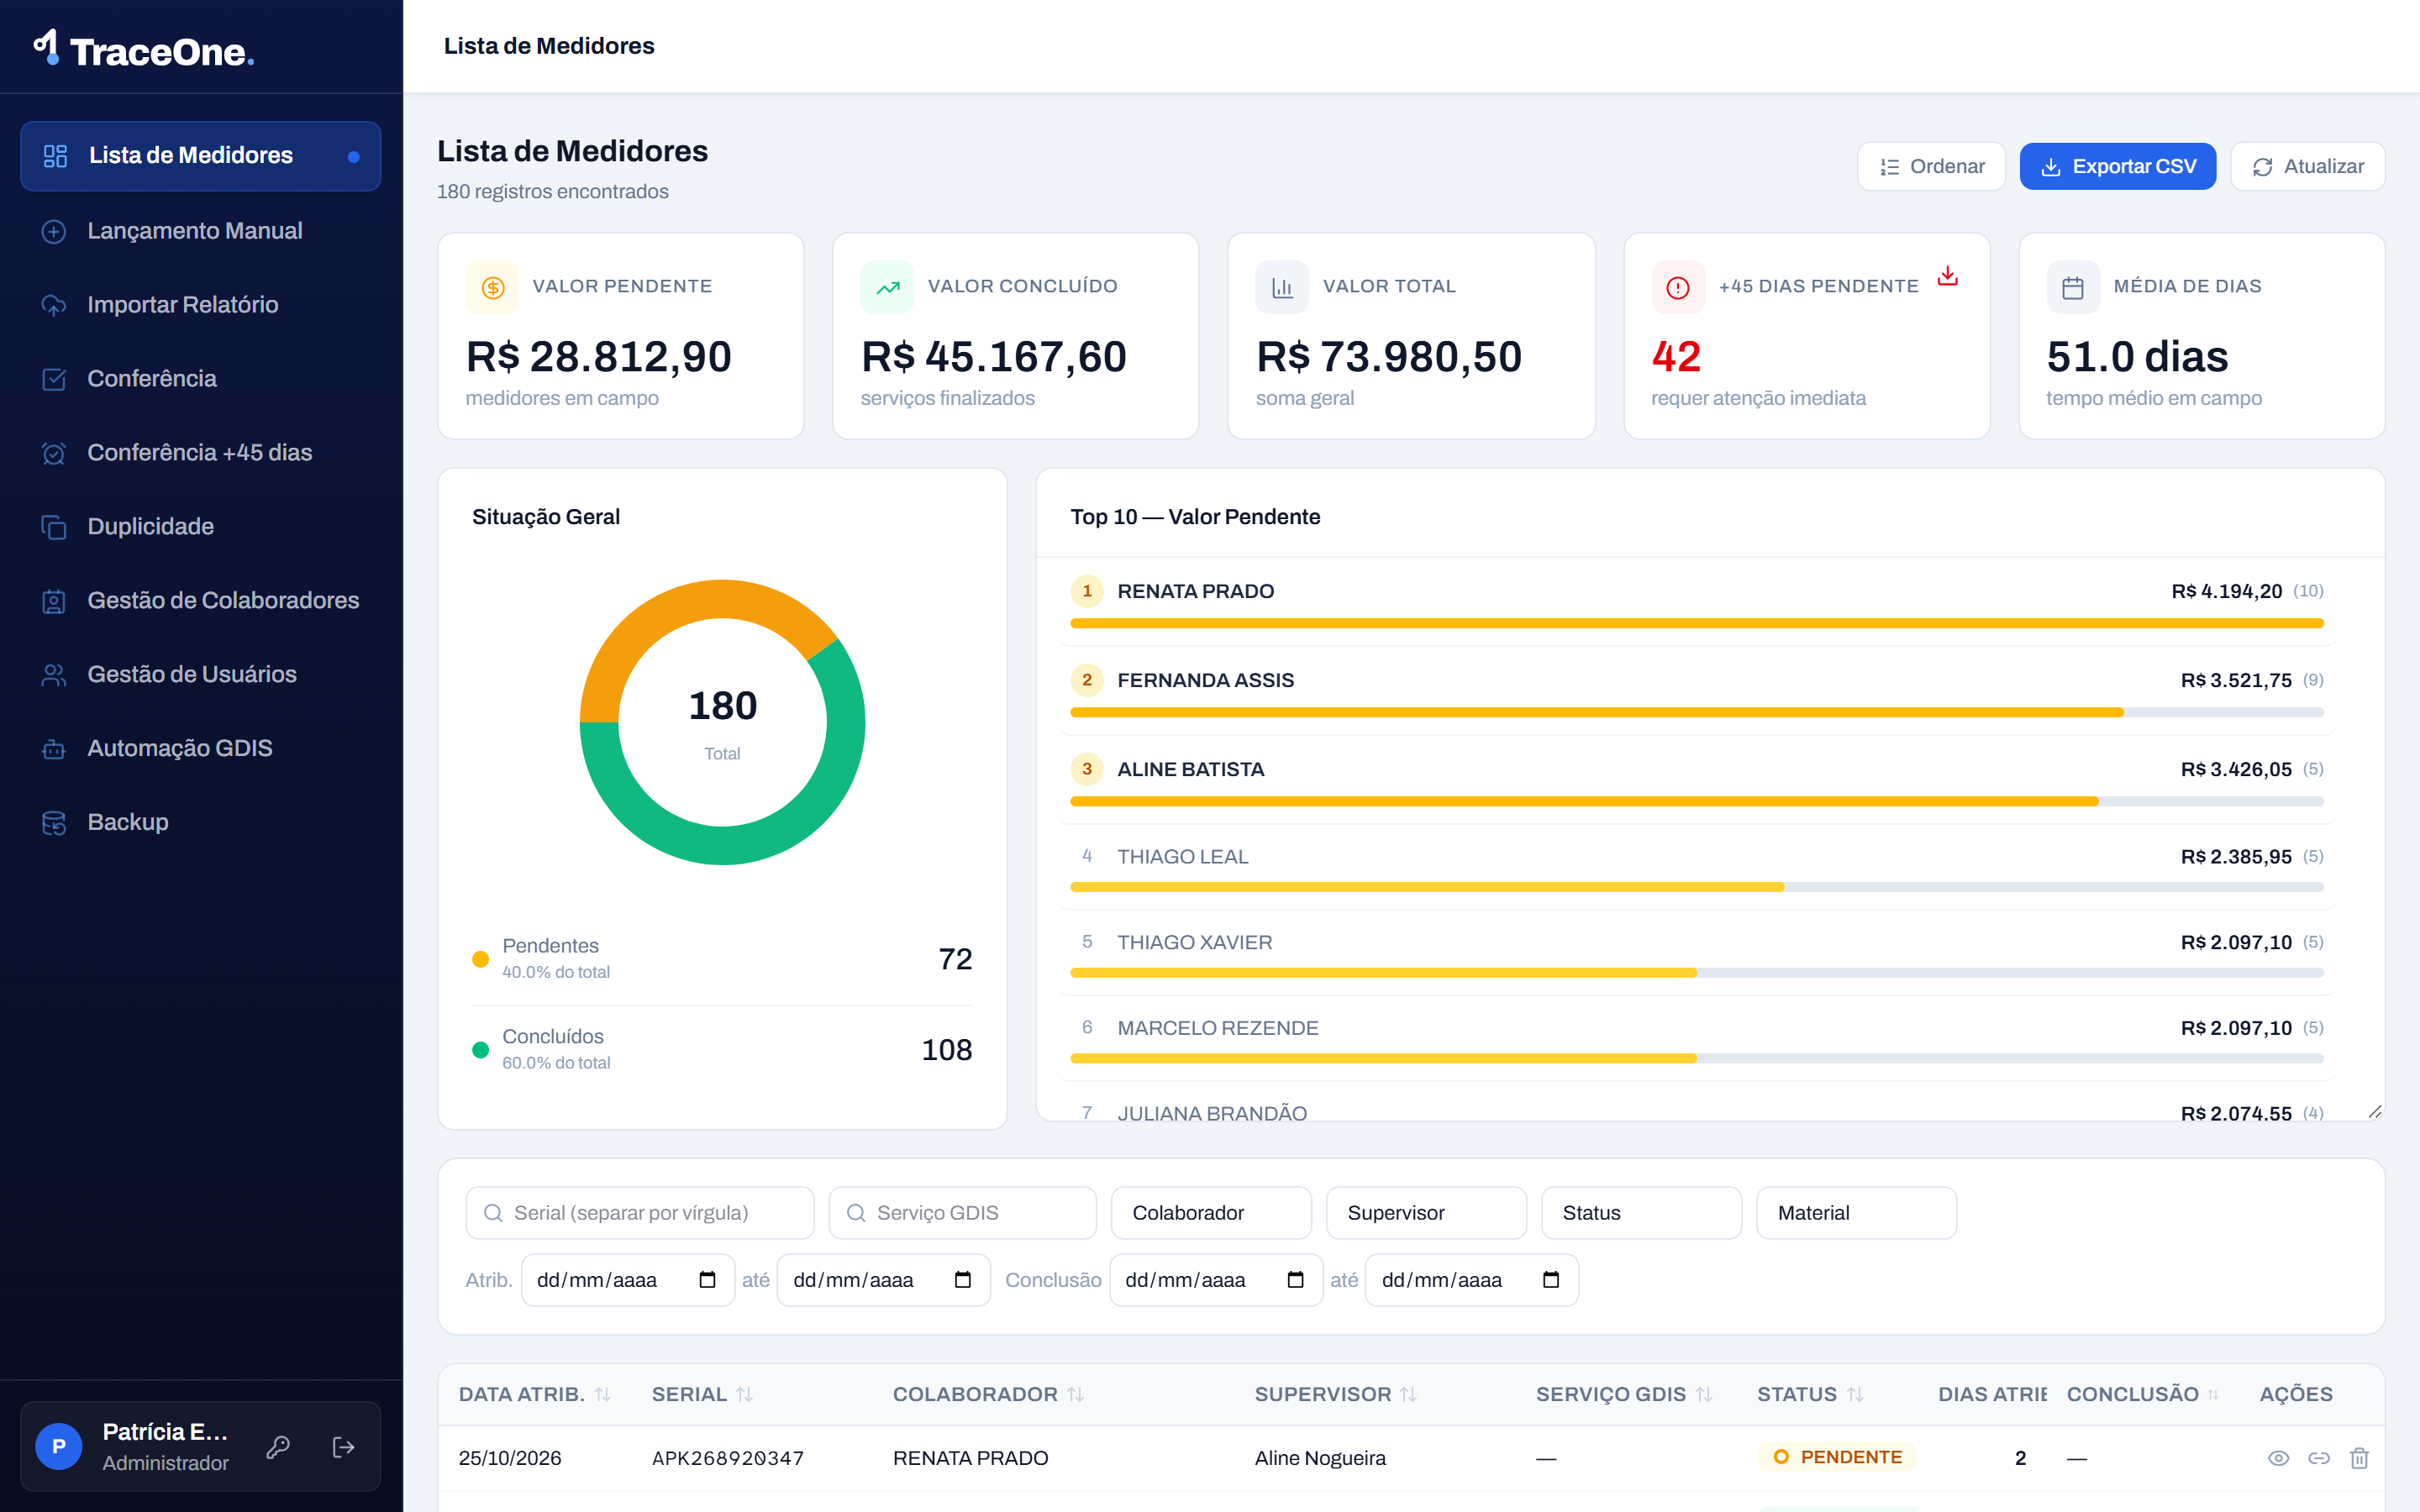 TraceOne.
Lista de Medidores
Lançamento Manual
Importar Relatório
Conferência
Conferência +45 dias
Duplicidade
Gestão de Colaboradores
Gestão de Usuários
Automação GDIS
Backup
P
Patrícia E...
Administrador
Lista de Medidores
Lista de Medidores
180 registros encontrados
Ordenar
Exportar CSV
Atualizar
VALOR PENDENTE
R$ 28.812,90
medidores em campo
VALOR CONCLUÍDO
R$ 45.167,60
serviços finalizados
VALOR TOTAL
R$ 73.980,50
soma geral
+45 DIAS PENDENTE
42
requer atenção imediata
MÉDIA DE DIAS
51.0 dias
tempo médio em campo
Situação Geral
180
Total
Pendentes
40.0% do total
72
Concluídos
60.0% do total
108
Top 10 — Valor Pendente
1 RENATA PRADO R$ 4.194,20 (10)
2 FERNANDA ASSIS R$ 3.521,75 (9)
3 ALINE BATISTA R$ 3.426,05 (5)
4 THIAGO LEAL R$ 2.385,95 (5)
5 THIAGO XAVIER R$ 2.097,10 (5)
6 MARCELO REZENDE R$ 2.097,10 (5)
7 JULIANA BRANDÃO R$ 2.074,55 (4)
Serial (separar por vírgula) Serviço GDIS Colaborador Supervisor Status Material
Atrib. dd/mm/aaaa até dd/mm/aaaa Conclusão dd/mm/aaaa até dd/mm/aaaa
DATA ATRIB. SERIAL COLABORADOR SUPERVISOR SERVIÇO GDIS STATUS DIAS ATRIB CONCLUSÃO AÇÕES
25/10/2026 APK268920347 RENATA PRADO Aline Nogueira — PENDENTE 2 —